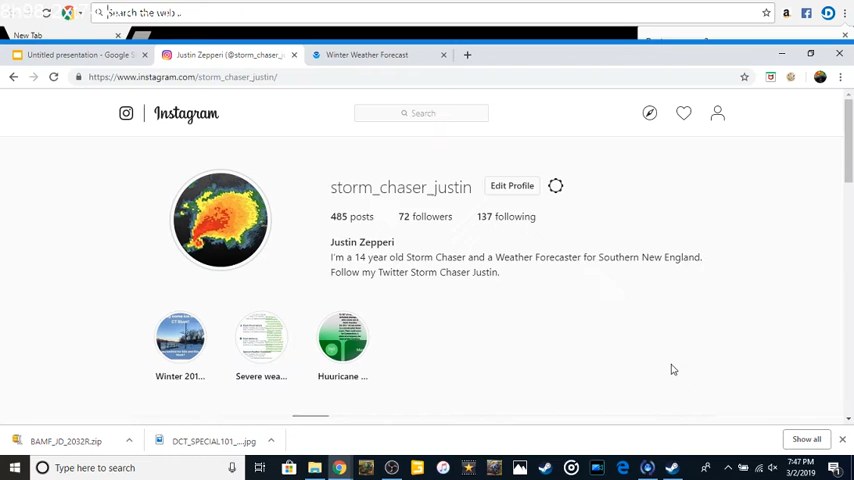 Search the web...
New Tab
Untitled presentation - Google S
Justin Zepperi (@storm_chaser_
Winter Weather Forecast
https://www.instagram.com/storm_chaser_justin/
Instagram
Search
storm_chaser_justin
Edit Profile
485 posts 72 followers 137 following
Justin Zepperi
I'm a 14 year old Storm Chaser and a Weather Forecaster for Southern New England.
Follow my Twitter Storm Chaser Justin.
Winter 201...
Severe wea...
Huuricane ...
BAMF_JD_2032R.zip
DCT_SPECIAL101_....jpg
Show all
Type here to search
7:47 PM
3/2/2019